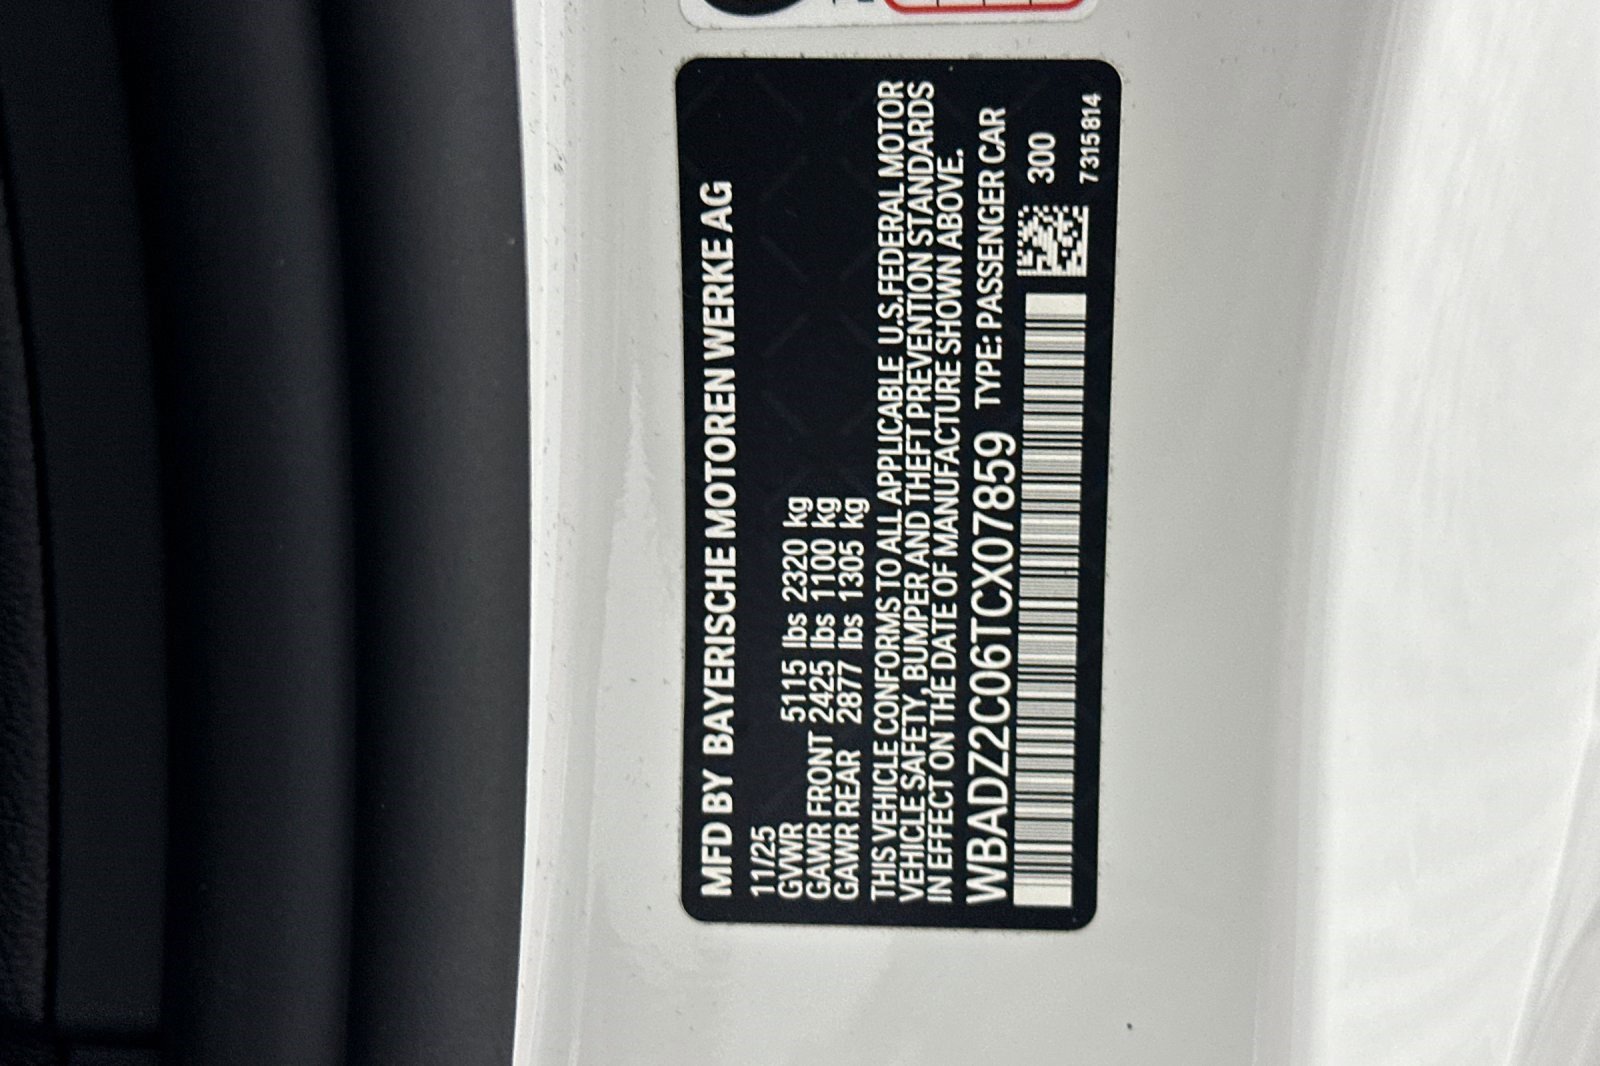 MFD BY BAYERISCHE MOTOREN WERKE AG
11/25
GVWR 5115 lbs 2320 kg
GAWR FRONT 2425 lbs 1100 kg
GAWR REAR 2877 lbs 1305 kg
THIS VEHICLE CONFORMS TO ALL APPLICABLE U.S.FEDERAL MOTOR
VEHICLE SAFETY, BUMPER AND THEFT PREVENTION STANDARDS
IN EFFECT ON THE DATE OF MANUFACTURE SHOWN ABOVE.
WBADZ2C06TCX07859 TYPE: PASSENGER CAR
300
7315814